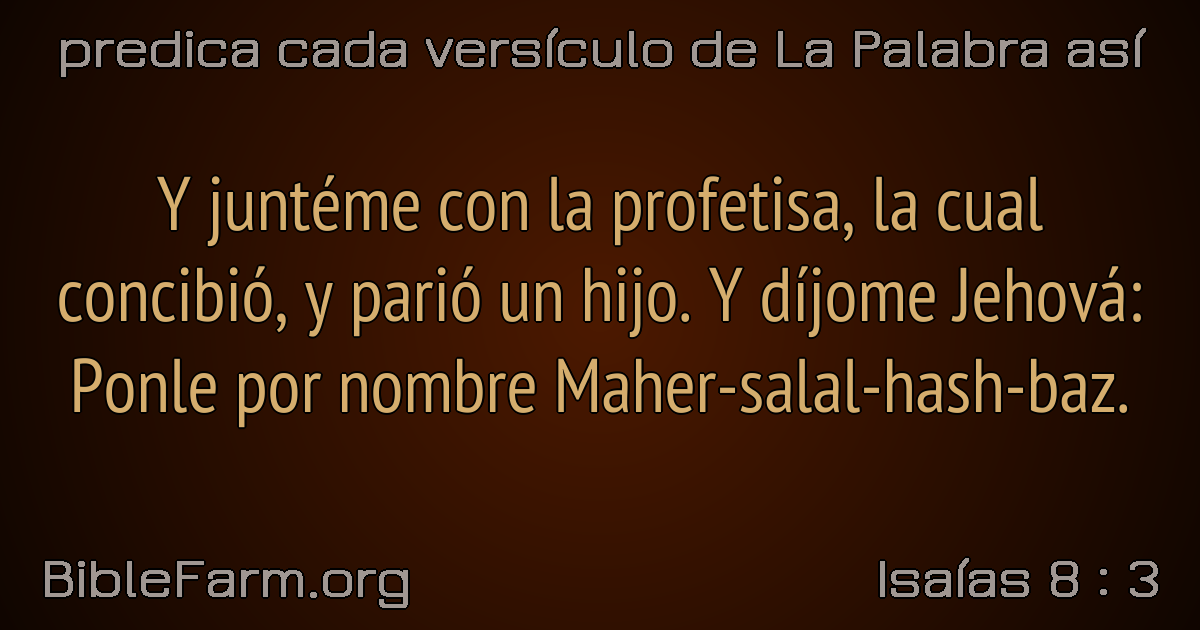 predica cada versículo de La Palabra así
Y juntéme con la profetisa, la cual
concibió, y parió un hijo. Y díjome Jehová:
Ponle por nombre Maher-salal-hash-baz.
BibleFarm.org
Isaías 8 : 3